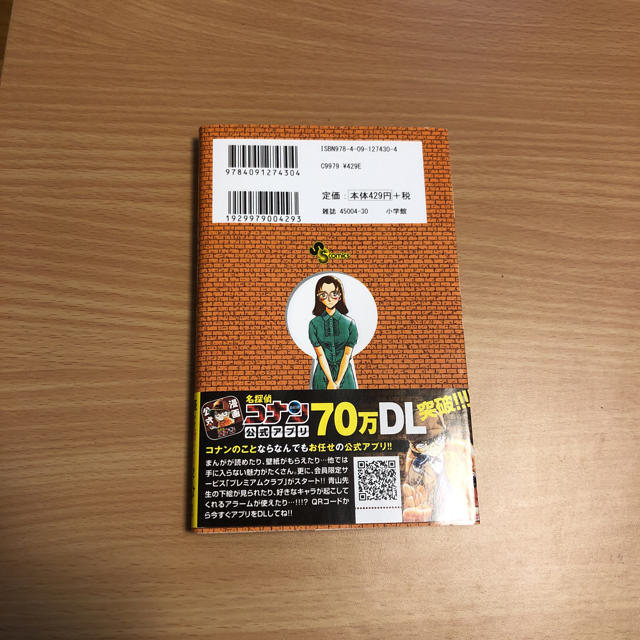 ISBN978-4-09-127430-4
C9979 ¥429E
9784091274304
定価：本体429円＋税
雑誌 45004-30 小学館
1929979004293
S comics
漫画
公式
名探偵
コナン
公式アプリ
70万DL
突破!!!
コナンのことならなんでもお任せの公式アプリ!!
まんがが読めたり、壁紙がもらえたり…他では
手に入らない魅力がたくさん。更に、会員限定サー
ビス「プレミアムクラブ」がスタート!! 青山先
生の下絵が見られたり、好きなキャラが起こして
くれるアラームが使えたり…!!!? QRコードか
ら今すぐアプリをDLしてね!!